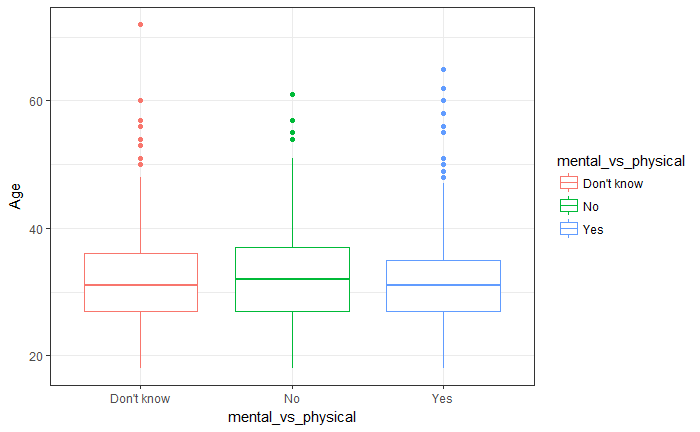 60
40
20
Age
Don't know
No
Yes
mental_vs_physical
mental_vs_physical
Don't know
No
Yes